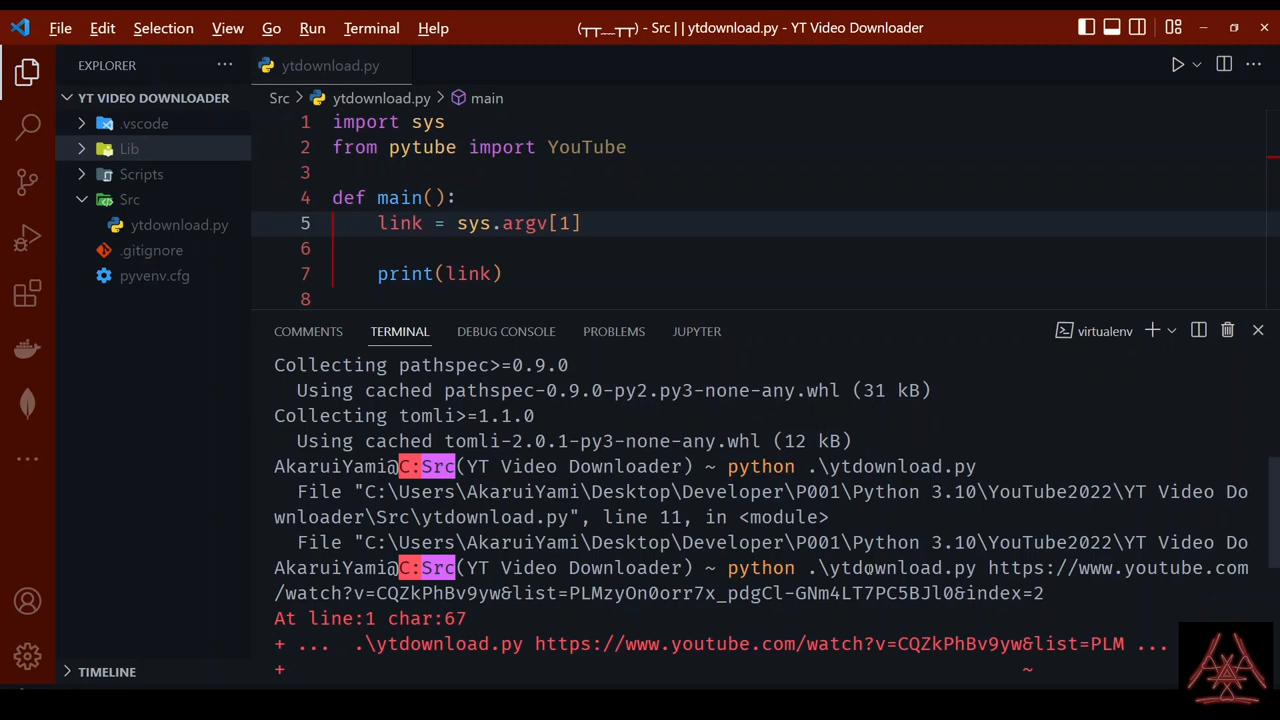 File Edit Selection View Go Run Terminal Help (┬┬﹏┬┬) - Src || ytdownload.py - YT Video Downloader
EXPLORER ... ytdownload.py
YT VIDEO DOWNLOADER
.vscode
Lib
Scripts
Src
ytdownload.py
.gitignore
pyvenv.cfg
Src > ytdownload.py > main
1 import sys
2 from pytube import YouTube
3
4 def main():
5 link = sys.argv[1]
6
7 print(link)
8
COMMENTS TERMINAL DEBUG CONSOLE PROBLEMS JUPYTER virtualenv
Collecting pathspec>=0.9.0
Using cached pathspec-0.9.0-py2.py3-none-any.whl (31 kB)
Collecting tomli>=1.1.0
Using cached tomli-2.0.1-py3-none-any.whl (12 kB)
AkaruiYami@C:Src(YT Video Downloader) ~ python .\ytdownload.py
File "C:\Users\AkaruiYami\Desktop\Developer\P001\Python 3.10\YouTube2022\YT Video Do
wnloader\Src\ytdownload.py", line 11, in <module>
File "C:\Users\AkaruiYami\Desktop\Developer\P001\Python 3.10\YouTube2022\YT Video Do
AkaruiYami@C:Src(YT Video Downloader) ~ python .\ytdownload.py https://www.youtube.com
/watch?v=CQZkPhBv9yw&list=PLMzyOn0orr7x_pdgCl-GNm4LT7PC5BJl0&index=2
At line:1 char:67
+ ... .\ytdownload.py https://www.youtube.com/watch?v=CQZkPhBv9yw&list=PLM ...
+ ~
TIMELINE